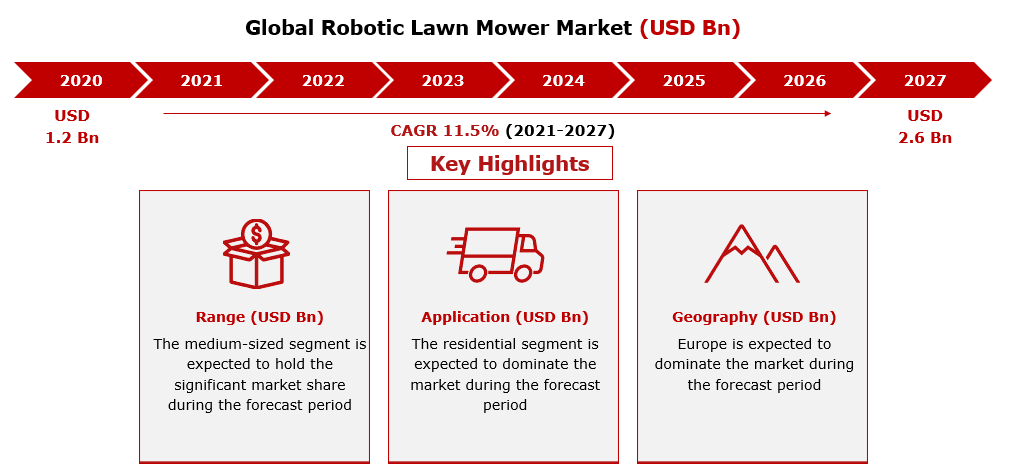 Global Robotic Lawn Mower Market (USD Bn)
2020 2021 2022 2023 2024 2025 2026 2027
USD
1.2 Bn
USD
2.6 Bn
CAGR 11.5% (2021-2027)
Key Highlights
$
Range (USD Bn)
The medium-sized segment is
expected to hold the
significant market share
during the forecast period
Application (USD Bn)
The residential segment is
expected to dominate the
market during the forecast
period
Geography (USD Bn)
Europe is expected to
dominate the market during
the forecast period